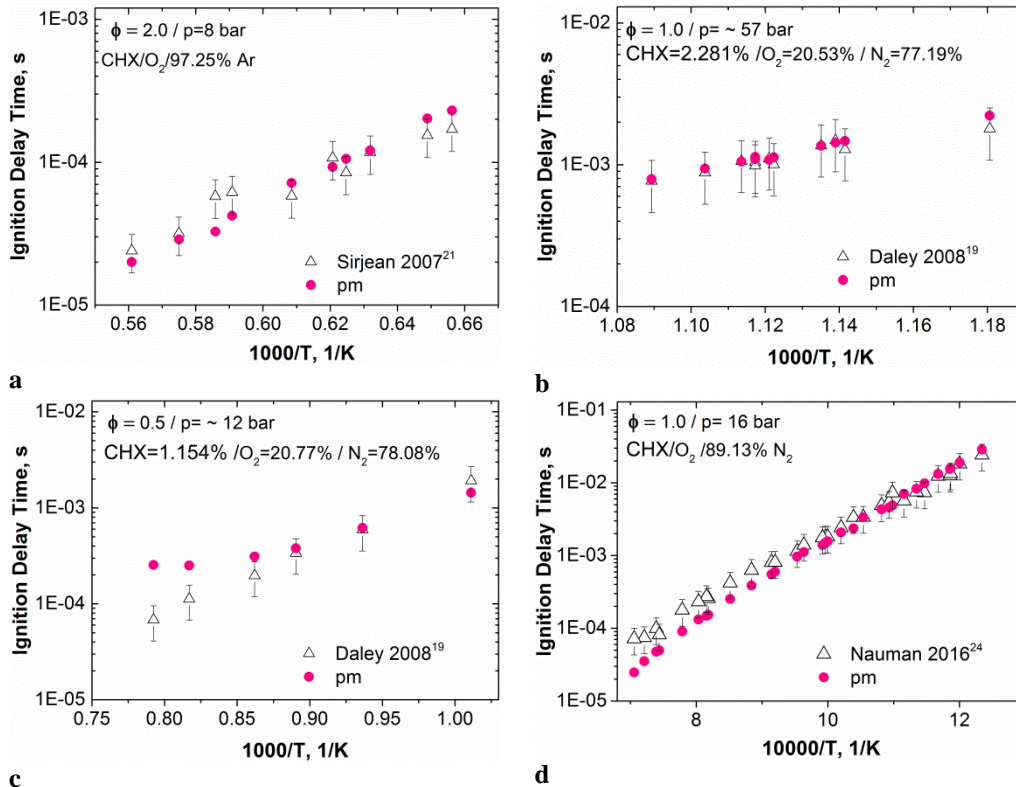 ϕ = 2.0 / p=8 bar
CHX/O₂/97.25% Ar
1E-03
1E-04
1E-05
Ignition Delay Time, s
Sirjean 2007²¹
pm
0.56 0.58 0.60 0.62 0.64 0.66
1000/T, 1/K
a
ϕ = 1.0 / p= ~ 57 bar
CHX=2.281% /O₂=20.53% / N₂=77.19%
1E-02
1E-03
1E-04
Ignition Delay Time, s
Daley 2008¹⁹
pm
1.08 1.10 1.12 1.14 1.16 1.18
1000/T, 1/K
b
ϕ = 0.5 / p= ~ 12 bar
CHX=1.154% /O₂=20.77% / N₂=78.08%
1E-02
1E-03
1E-04
1E-05
Ignition Delay Time, s
Daley 2008¹⁹
pm
0.75 0.80 0.85 0.90 0.95 1.00
1000/T, 1/K
c
ϕ = 1.0 / p= 16 bar
CHX/O₂ /89.13% N₂
1E-01
1E-02
1E-03
1E-04
1E-05
Ignition Delay Time, s
Nauman 2016²⁴
pm
8 10 12
10000/T, 1/K
d